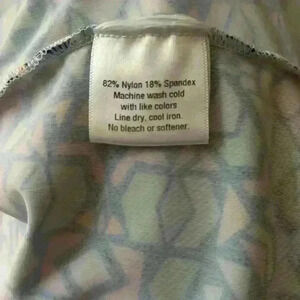 82% Nylon 18% Spandex
Machine wash cold
with like colors
Line dry, cool iron.
No bleach or softener.